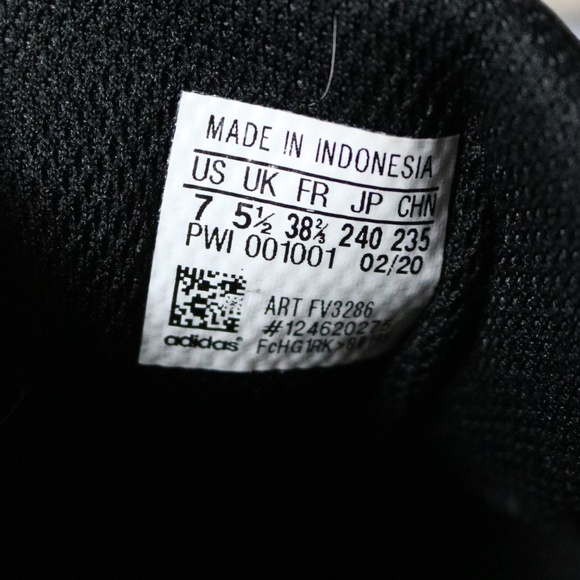 MADE IN INDONESIA
US UK FR JP CHN
7 5½ 38⅔ 240 235
PWI 001001 02/20
ART FV3286
#124620275
adidas